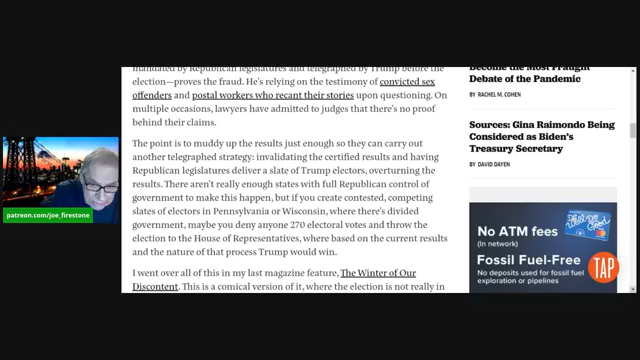 mandated by Republican legislatures and telegraphed by Trump before the
election—proves the fraud. He's relying on the testimony of convicted sex
offenders and postal workers who recant their stories upon questioning. On
multiple occasions, lawyers have admitted to judges that there's no proof
behind their claims.
The point is to muddy up the results just enough so they can carry out
another telegraphed strategy: invalidating the certified results and having
Republican legislatures deliver a slate of Trump electors, overturning the
results. There aren't really enough states with full Republican control of
government to make this happen, but if you create contested, competing
slates of electors in Pennsylvania or Wisconsin, where there's divided
government, maybe you deny anyone 270 electoral votes and throw the
election to the House of Representatives, where based on the current results
and the nature of that process Trump would win.
I went over all of this in my last magazine feature, The Winter of Our
Discontent. This is a comical version of it, where the election is not really in
Become the Most Fraught
Debate of the Pandemic
BY RACHEL M. COHEN
Sources: Gina Raimondo Being
Considered as Biden's
Treasury Secretary
BY DAVID DAYEN
No ATM fees
(In network)
Fossil Fuel-Free
No deposits used for fossil fuel
exploration or pipelines
TAP
patreon.com/joe_firestone